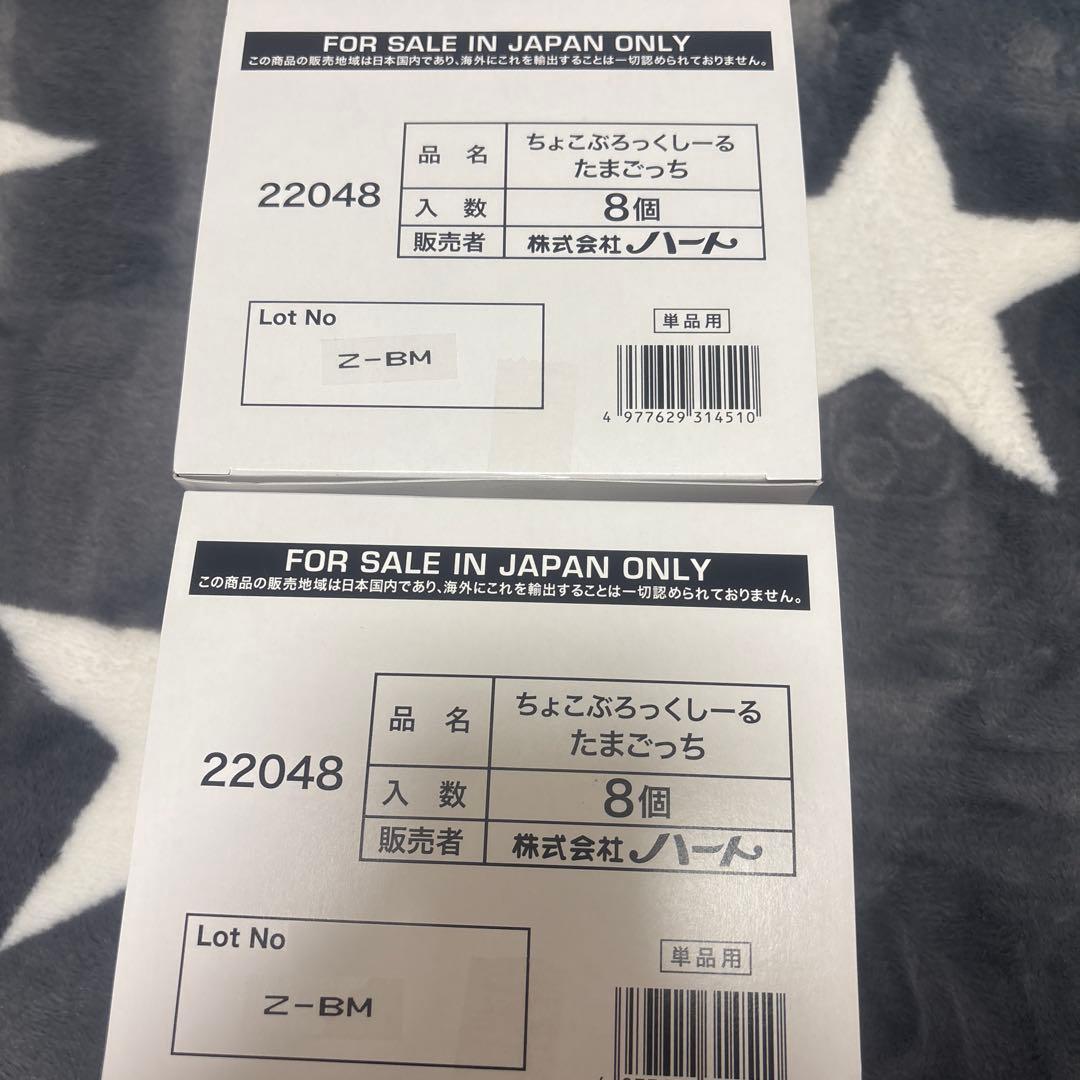 FOR SALE IN JAPAN ONLY
この商品の販売地域は日本国内であり、海外にこれを輸出することは一切認められておりません。
22048
品 名
ちょこぶろっくしーる
たまごっち
入 数
8個
販売者
株式会社ハート
Lot No
Z-BM
単品用
4 977629 314510
FOR SALE IN JAPAN ONLY
この商品の販売地域は日本国内であり、海外にこれを輸出することは一切認められておりません。
22048
品 名
ちょこぶろっくしーる
たまごっち
入 数
8個
販売者
株式会社ハート
Lot No
Z-BM
単品用